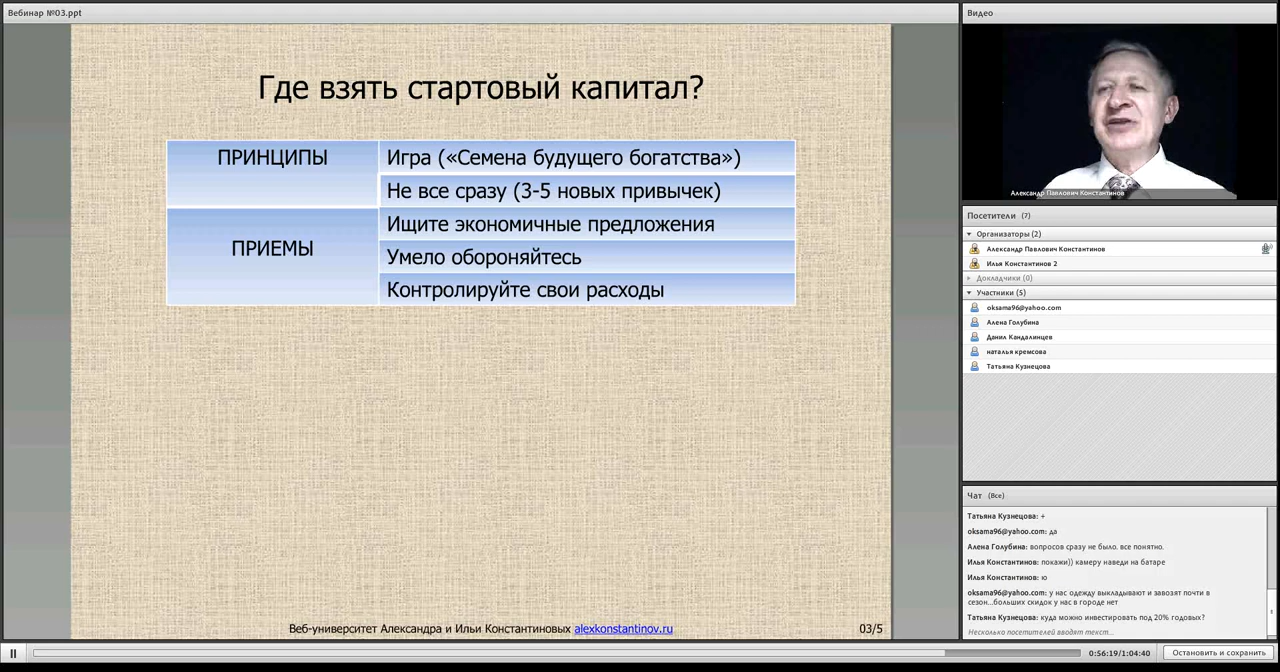 Вебинар №03.ppt
Где взять стартовый капитал?
ПРИНЦИПЫ
Игра («Семена будущего богатства»)
Не все сразу (3-5 новых привычек)
ПРИЕМЫ
Ищите экономичные предложения
Умело обороняйтесь
Контролируйте свои расходы
Веб-университет Александра и Ильи Константиновых alexkonstantinov.ru
03/5
Видео
Александр Павлович Константинов
Посетители (7)
Организаторы (2)
Александр Павлович Константинов
Илья Константинов 2
Докладчики (0)
Участники (5)
oksama96@yahoo.com
Алена Голубина
Данил Кандалинцев
наталья кремсова
Татьяна Кузнецова
Чат (Все)
Татьяна Кузнецова: +
oksama96@yahoo.com: да
Алена Голубина: вопросов сразу не было. все понятно.
Илья Константинов: покажи)) камеру наведи на батаре
Илья Константинов: ю
oksama96@yahoo.com: у нас одежду выкладывают и завозят почти в
сезон...больших скидок у нас в городе нет
Татьяна Кузнецова: куда можно инвестировать под 20% годовых?
Несколько посетителей вводят текст...
0:56:19/1:04:40
Остановить и сохранить